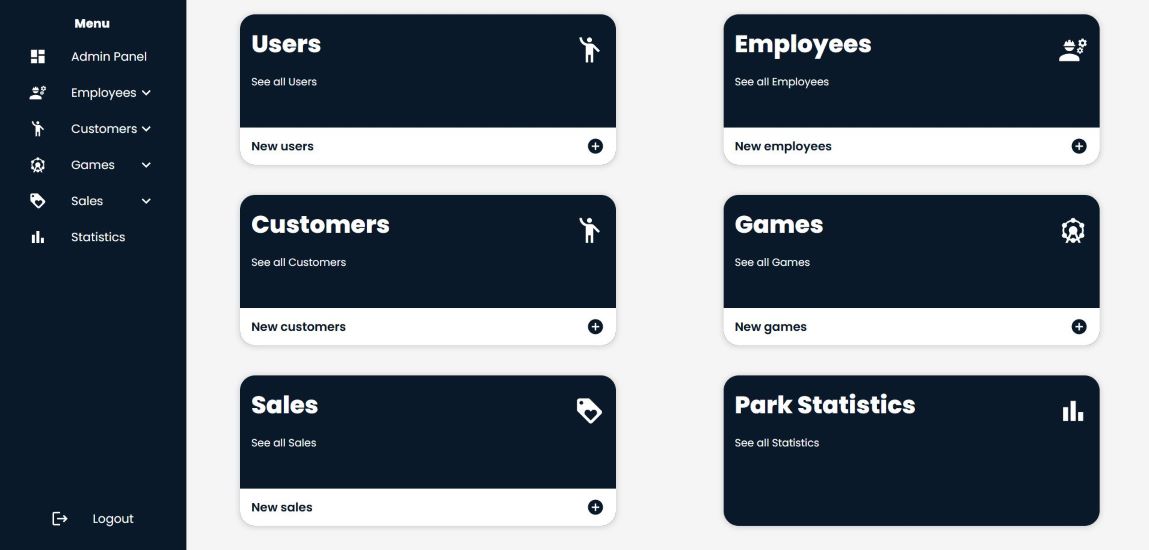 Menu
Admin Panel
Employees
Customers
Games
Sales
Statistics
Logout
Users
See all Users
New users
Employees
See all Employees
New employees
Customers
See all Customers
New customers
Games
See all Games
New games
Sales
See all Sales
New sales
Park Statistics
See all Statistics